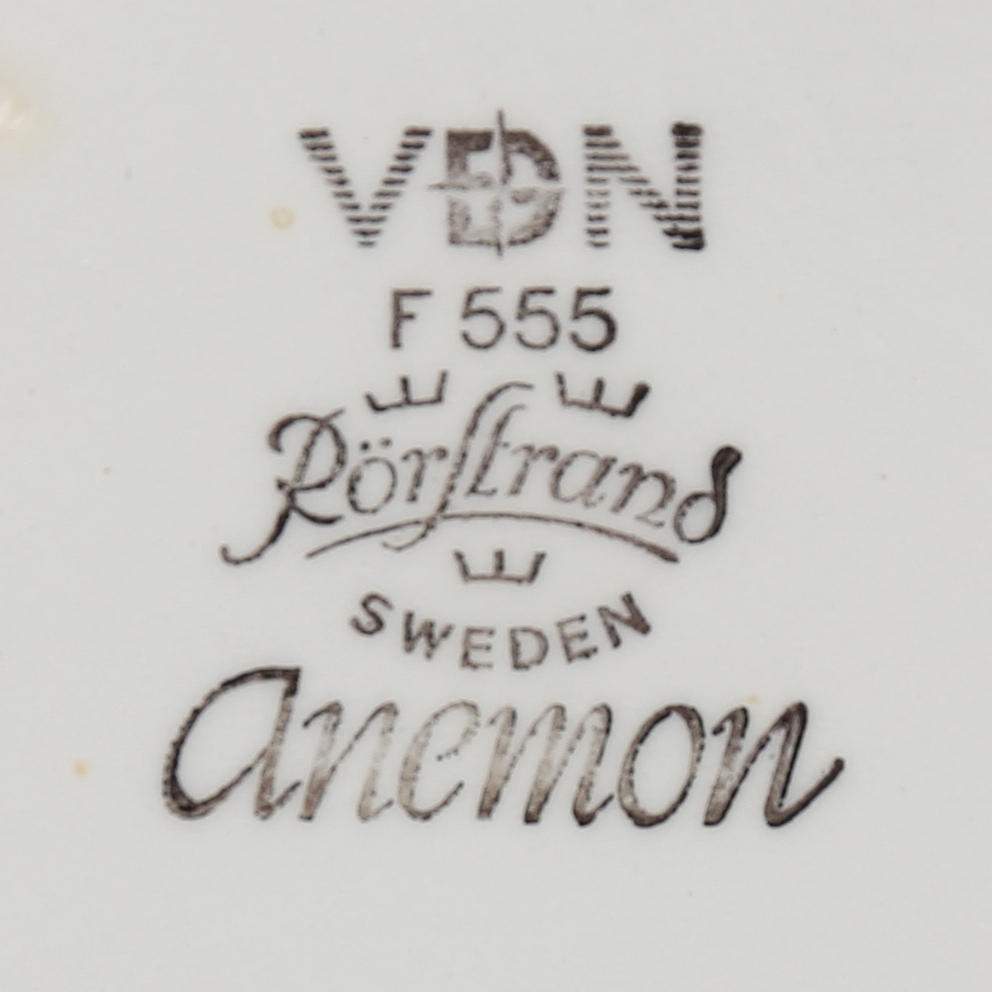 VDN
F 555
Rörstrand
SWEDEN
anemon